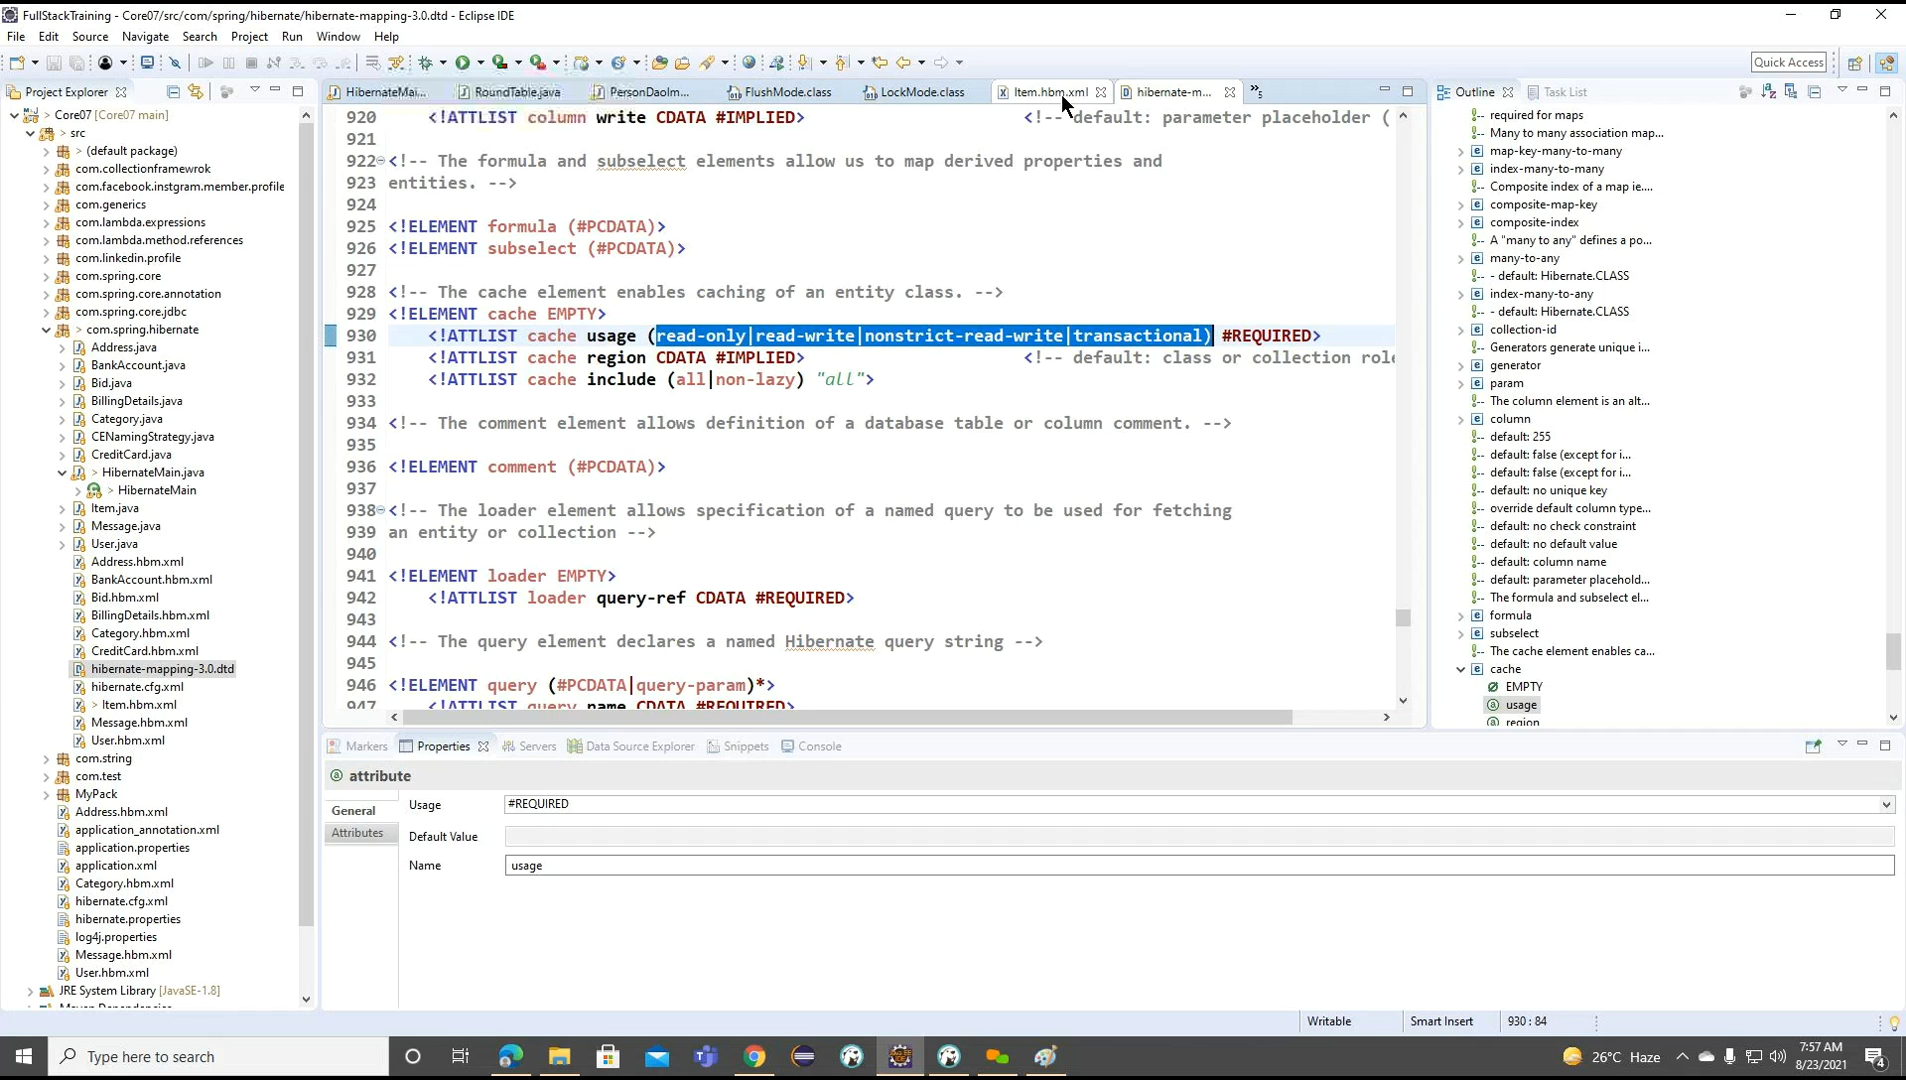 FullStackTraining - Core07/src/com/spring/hibernate/hibernate-mapping-3.0.dtd - Eclipse IDE
File Edit Source Navigate Search Project Run Window Help
Quick Access
Project Explorer
HibernateMai... RoundTable.java PersonDaoIm... FlushMode.class LockMode.class Item.hbm.xml hibernate-m... »5
Outline Task List
> Core07 [Core07 main]
> src
> (default package)
com.collectionframewrok
com.facebook.instgram.member.profile
com.generics
com.lambda.expressions
com.lambda.method.references
com.linkedin.profile
com.spring.core
com.spring.core.annotation
com.spring.core.jdbc
> com.spring.hibernate
Address.java
BankAccount.java
Bid.java
BillingDetails.java
Category.java
CENamingStrategy.java
CreditCard.java
> HibernateMain.java
> HibernateMain
Item.java
Message.java
User.java
Address.hbm.xml
BankAccount.hbm.xml
Bid.hbm.xml
BillingDetails.hbm.xml
Category.hbm.xml
CreditCard.hbm.xml
hibernate-mapping-3.0.dtd
hibernate.cfg.xml
> Item.hbm.xml
Message.hbm.xml
User.hbm.xml
com.string
com.test
MyPack
Address.hbm.xml
application_annotation.xml
application.properties
application.xml
Category.hbm.xml
hibernate.cfg.xml
hibernate.properties
log4j.properties
Message.hbm.xml
User.hbm.xml
JRE System Library [JavaSE-1.8]
920 <!ATTLIST column write CDATA #IMPLIED> <!-- default: parameter placeholder (
921
922 <!-- The formula and subselect elements allow us to map derived properties and
923 entities. -->
924
925 <!ELEMENT formula (#PCDATA)>
926 <!ELEMENT subselect (#PCDATA)>
927
928 <!-- The cache element enables caching of an entity class. -->
929 <!ELEMENT cache EMPTY>
930 <!ATTLIST cache usage (read-only|read-write|nonstrict-read-write|transactional) #REQUIRED>
931 <!ATTLIST cache region CDATA #IMPLIED> <!-- default: class or collection role
932 <!ATTLIST cache include (all|non-lazy) "all">
933
934 <!-- The comment element allows definition of a database table or column comment. -->
935
936 <!ELEMENT comment (#PCDATA)>
937
938 <!-- The loader element allows specification of a named query to be used for fetching
939 an entity or collection -->
940
941 <!ELEMENT loader EMPTY>
942 <!ATTLIST loader query-ref CDATA #REQUIRED>
943
944 <!-- The query element declares a named Hibernate query string -->
945
946 <!ELEMENT query (#PCDATA|query-param)*>
947 <!ATTLIST query name CDATA #REQUIRED>
required for maps
Many to many association map...
map-key-many-to-many
index-many-to-many
Composite index of a map ie....
composite-map-key
composite-index
A "many to any" defines a po...
many-to-any
- default: Hibernate.CLASS
index-many-to-any
- default: Hibernate.CLASS
collection-id
Generators generate unique i...
generator
param
The column element is an alt...
column
default: 255
default: false (except for i...
default: false (except for i...
default: no unique key
override default column type...
default: no check constraint
default: no default value
default: column name
default: parameter placehold...
The formula and subselect el...
formula
subselect
The cache element enables ca...
cache
EMPTY
usage
region
Markers Properties Servers Data Source Explorer Snippets Console
attribute
General
Attributes
Usage #REQUIRED
Default Value
Name usage
Writable Smart Insert 930 : 84
Type here to search
26°C Haze
7:57 AM
8/23/2021
4